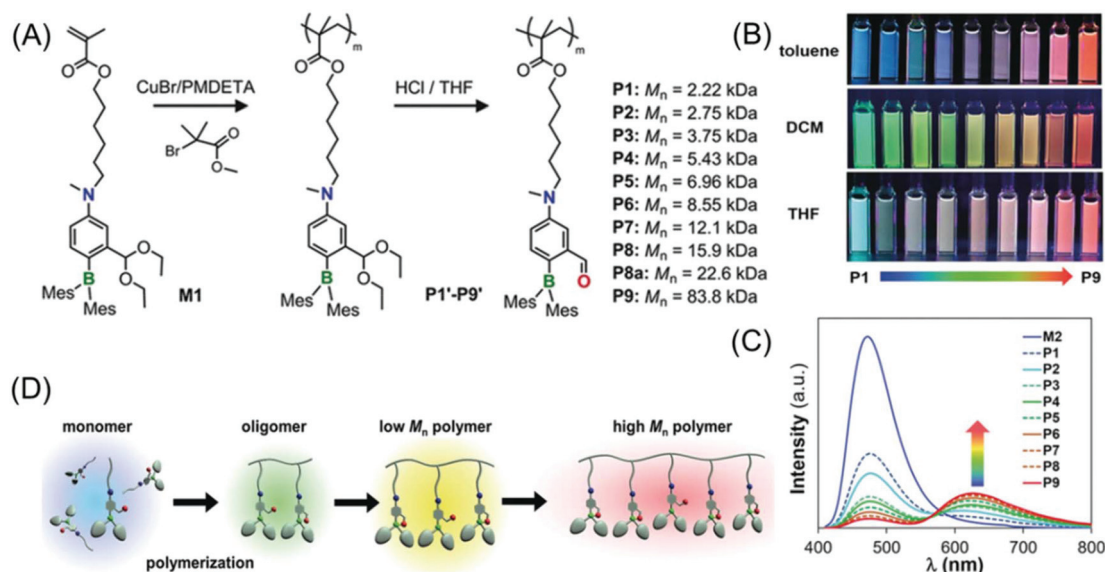 (A)
O
O
CuBr/PMDETA
Br
O
O
N
B
O
O
Mes
Mes
M1
m
O
O
N
B
O
O
Mes
Mes
P1'-P9'
HCl / THF
m
O
O
N
B
O
Mes
Mes
P1: Mn = 2.22 kDa
P2: Mn = 2.75 kDa
P3: Mn = 3.75 kDa
P4: Mn = 5.43 kDa
P5: Mn = 6.96 kDa
P6: Mn = 8.55 kDa
P7: Mn = 12.1 kDa
P8: Mn = 15.9 kDa
P8a: Mn = 22.6 kDa
P9: Mn = 83.8 kDa
(B)
toluene
DCM
THF
P1
P9
(C)
Intensity (a.u.)
M2
P1
P2
P3
P4
P5
P6
P7
P8
P9
400 500 600 700 800
λ (nm)
(D)
monomer
oligomer
low Mn polymer
high Mn polymer
polymerization